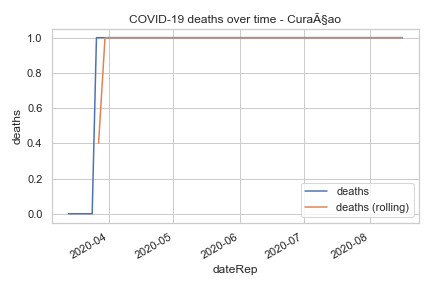 COVID-19 deaths over time - CuraÃ§ao
deaths
1.0
0.8
0.6
0.4
0.2
0.0
deaths
deaths (rolling)
2020-04
2020-05
2020-06
2020-07
2020-08
dateRep